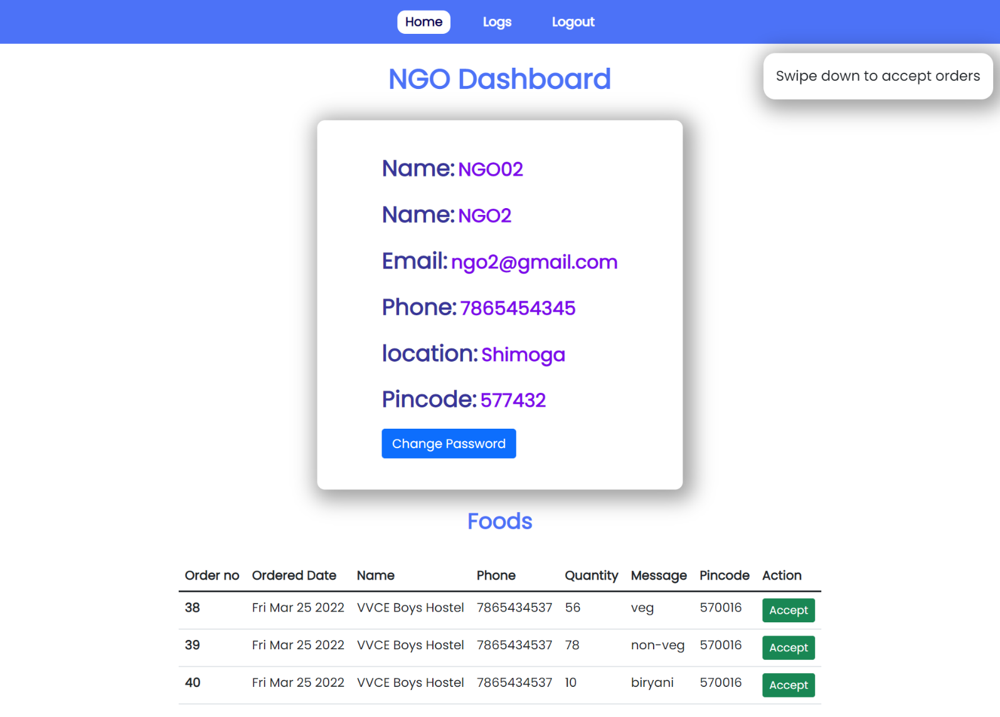 Home Logs Logout
NGO Dashboard
Swipe down to accept orders
Name: NGO02
Name: NGO2
Email: ngo2@gmail.com
Phone: 7865454345
location: Shimoga
Pincode: 577432
Change Password
Foods
Order no Ordered Date Name Phone Quantity Message Pincode Action
38 Fri Mar 25 2022 VVCE Boys Hostel 7865434537 56 veg 570016 Accept
39 Fri Mar 25 2022 VVCE Boys Hostel 7865434537 78 non-veg 570016 Accept
40 Fri Mar 25 2022 VVCE Boys Hostel 7865434537 10 biryani 570016 Accept